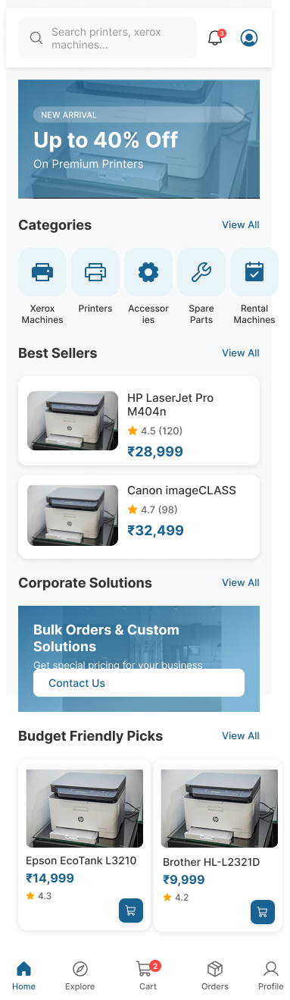 Search printers, xerox
machines...
3
NEW ARRIVAL
Up to 40% Off
On Premium Printers
Categories
View All
Xerox
Machines
Printers
Accessor
ies
Spare
Parts
Rental
Machines
Best Sellers
View All
HP LaserJet Pro
M404n
4.5 (120)
₹28,999
Canon imageCLASS
4.7 (98)
₹32,499
Corporate Solutions
View All
Bulk Orders & Custom
Solutions
Get special pricing for your business
Contact Us
Budget Friendly Picks
View All
Epson EcoTank L3210
₹14,999
4.3
Brother HL-L2321D
₹9,999
4.2
2
Home
Explore
Cart
Orders
Profile